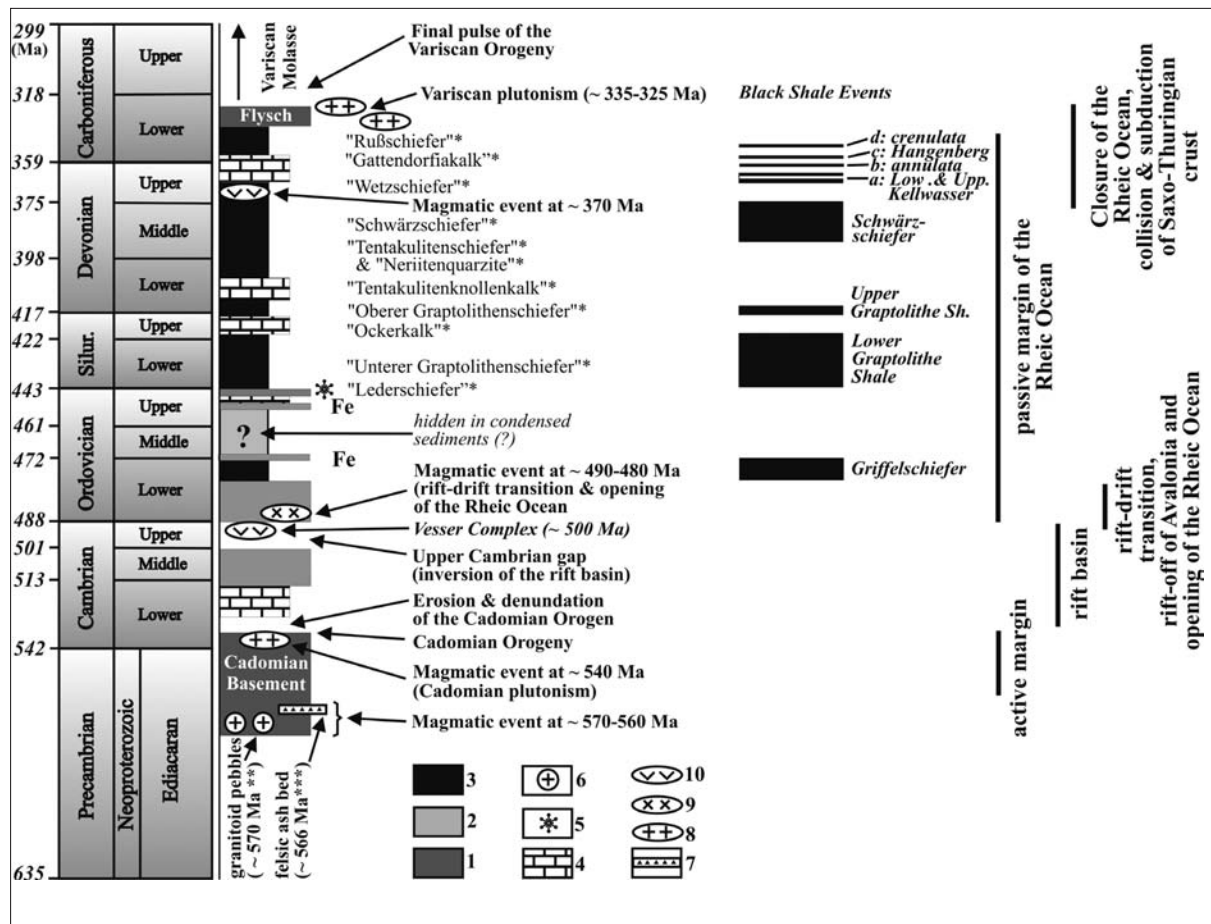 299
(Ma)
318
359
375
398
417
422
443
461
472
488
501
513
542
635
Carboniferous
Upper
Lower
Devonian
Upper
Middle
Lower
Silur.
Upper
Lower
Ordovician
Upper
Middle
Lower
Cambrian
Upper
Middle
Lower
Precambrian
Neoproterozoic
Ediacaran
Variscan
Molasse
Final pulse of the
Variscan Orogeny
Flysch
Variscan plutonism (~ 335-325 Ma)
"Rußschiefer"*
"Gattendorfiakalk"*
"Wetzschiefer"*
Magmatic event at ~ 370 Ma
"Schwärzschiefer"*
"Tentakulitenschiefer"*
& "Neriitenquarzite"*
"Tentakulitenknollenkalk"*
"Oberer Graptolithenschiefer"*
"Ockerkalk"*
"Unterer Graptolithenschiefer"*
"Lederschiefer"*
Fe
?
hidden in condensed
sediments (?)
Fe
Magmatic event at ~ 490-480 Ma
(rift-drift transition & opening
of the Rheic Ocean
Vesser Complex (~ 500 Ma)
Upper Cambrian gap
(inversion of the rift basin)
Erosion & denundation
of the Cadomian Orogen
Cadomian Orogeny
Cadomian
Basement
Magmatic event at ~ 540 Ma
(Cadomian plutonism)
Magmatic event at ~ 570-560 Ma
granitoid pebbles
(~ 570 Ma **)
felsic ash bed
(~ 566 Ma***)
3
2
1
6
5
4
10
9
8
7
Black Shale Events
d: crenulata
c: Hangenberg
b: annulata
a: Low .& Upp.
Kellwasser
Schwärz-
schiefer
Upper
Graptolithe Sh.
Lower
Graptolithe
Shale
Griffelschiefer
passive margin of the
Rheic Ocean
Closure of the
Rheic Ocean,
collision & subduction
of Saxo-Thuringian
crust
rift-drift
transition,
rift-off of Avalonia and
opening of the Rheic Ocean
rift basin
active margin